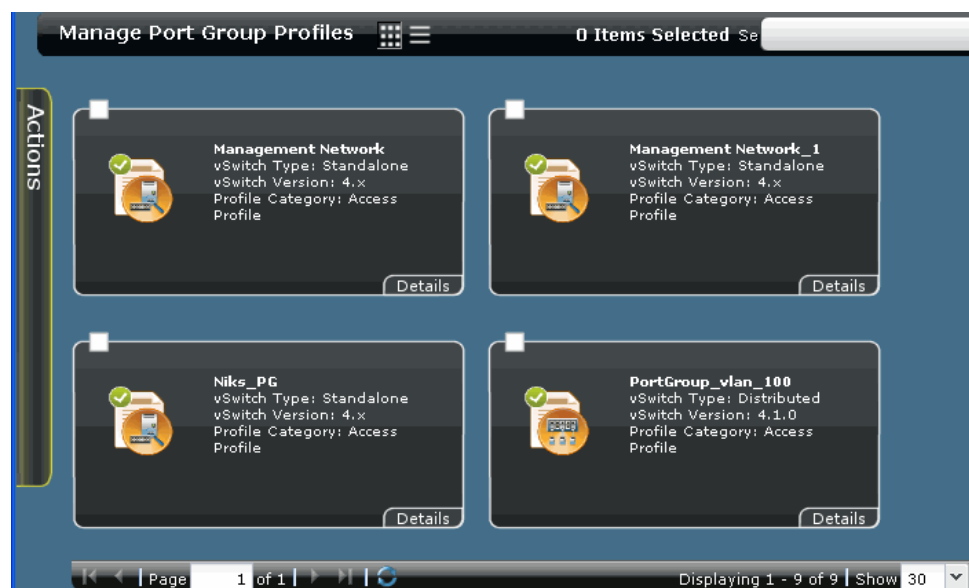 Manage Port Group Profiles
0 Items Selected Se
Actions
Management Network
vSwitch Type: Standalone
vSwitch Version: 4.x
Profile Category: Access
Profile
Details
Management Network_1
vSwitch Type: Standalone
vSwitch Version: 4.x
Profile Category: Access
Profile
Details
Niks_PG
vSwitch Type: Standalone
vSwitch Version: 4.x
Profile Category: Access
Profile
Details
PortGroup_vlan_100
vSwitch Type: Distributed
vSwitch Version: 4.1.0
Profile Category: Access
Profile
Details
Page 1 of 1
Displaying 1 - 9 of 9 Show 30